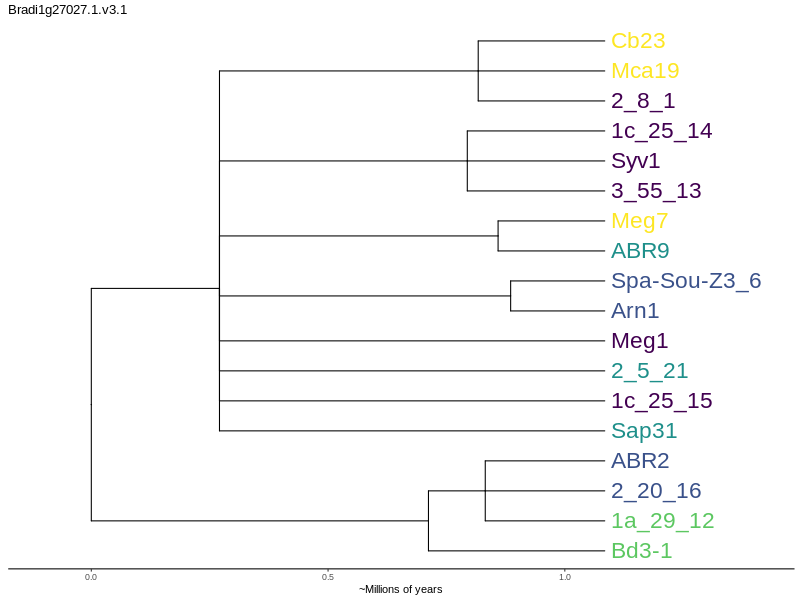 Bradi1g27027.1.v3.1
Cb23
Mca19
2_8_1
1c_25_14
Syv1
3_55_13
Meg7
ABR9
Spa-Sou-Z3_6
Arn1
Meg1
2_5_21
1c_25_15
Sap31
ABR2
2_20_16
1a_29_12
Bd3-1
0.0 0.5 1.0
~Millions of years